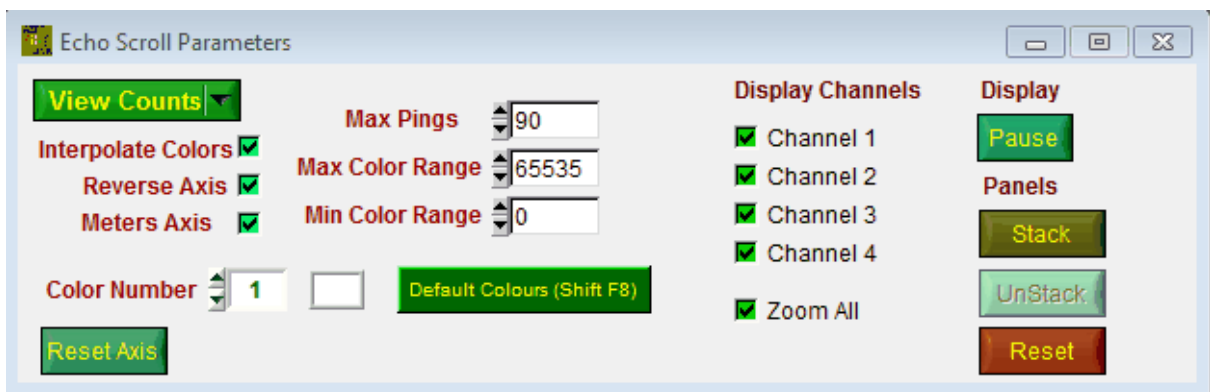 Echo Scroll Parameters
View Counts
Interpolate Colors
Reverse Axis
Meters Axis
Max Pings 90
Max Color Range 65535
Min Color Range 0
Color Number 1
Default Colours (Shift F8)
Reset Axis
Display Channels
Channel 1
Channel 2
Channel 3
Channel 4
Zoom All
Display
Pause
Panels
Stack
UnStack
Reset